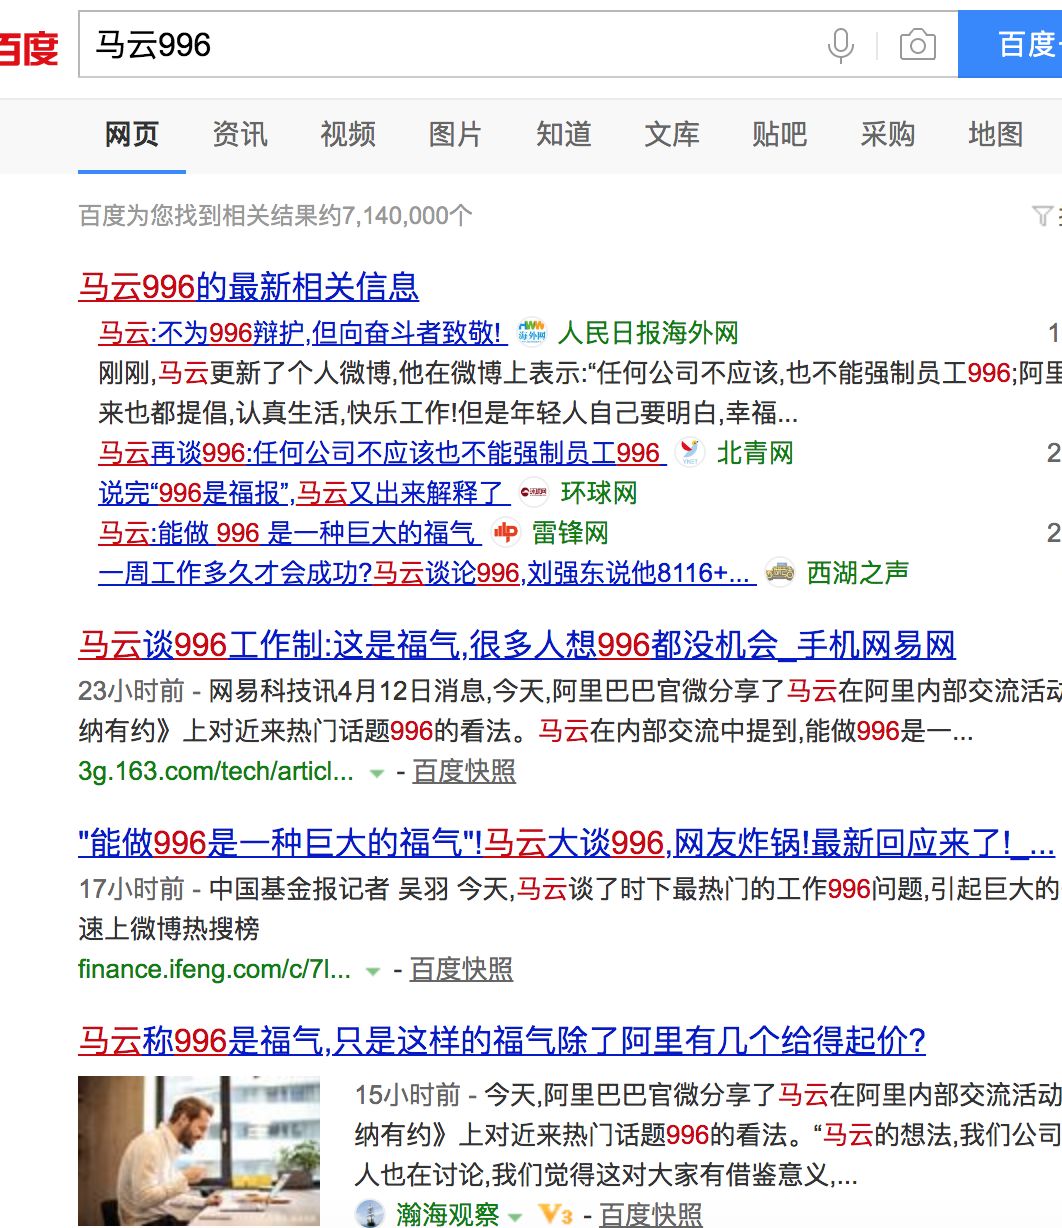 百度
马云996
百度
网页 资讯 视频 图片 知道 文库 贴吧 采购 地图
百度为您找到相关结果约7,140,000个
马云996的最新相关信息
马云:不为996辩护,但向奋斗者致敬! 海外网 人民日报海外网 1
刚刚,马云更新了个人微博,他在微博上表示:“任何公司不应该,也不能强制员工996;阿里
来也都提倡,认真生活,快乐工作!但是年轻人自己要明白,幸福...
马云再谈996:任何公司不应该也不能强制员工996 北青网 2
说完“996是福报”,马云又出来解释了 环球网 环球网
马云:能做 996 是一种巨大的福气 雷锋网 2
一周工作多久才会成功?马云谈论996,刘强东说他8116+... 西湖之声
马云谈996工作制:这是福气,很多人想996都没机会_手机网易网
23小时前 - 网易科技讯4月12日消息,今天,阿里巴巴官微分享了马云在阿里内部交流活动
纳有约》上对近来热门话题996的看法。马云在内部交流中提到,能做996是一...
3g.163.com/tech/articl... - 百度快照
"能做996是一种巨大的福气"!马云大谈996,网友炸锅!最新回应来了!_...
17小时前 - 中国基金报记者 吴羽 今天,马云谈了时下最热门的工作996问题,引起巨大的
速上微博热搜榜
finance.ifeng.com/c/7l... - 百度快照
马云称996是福气,只是这样的福气除了阿里有几个给得起价?
15小时前 - 今天,阿里巴巴官微分享了马云在阿里内部交流活动
纳有约》上对近来热门话题996的看法。“马云的想法,我们公司
人也在讨论,我们觉得这对大家有借鉴意义,...
瀚海观察 V3 - 百度快照